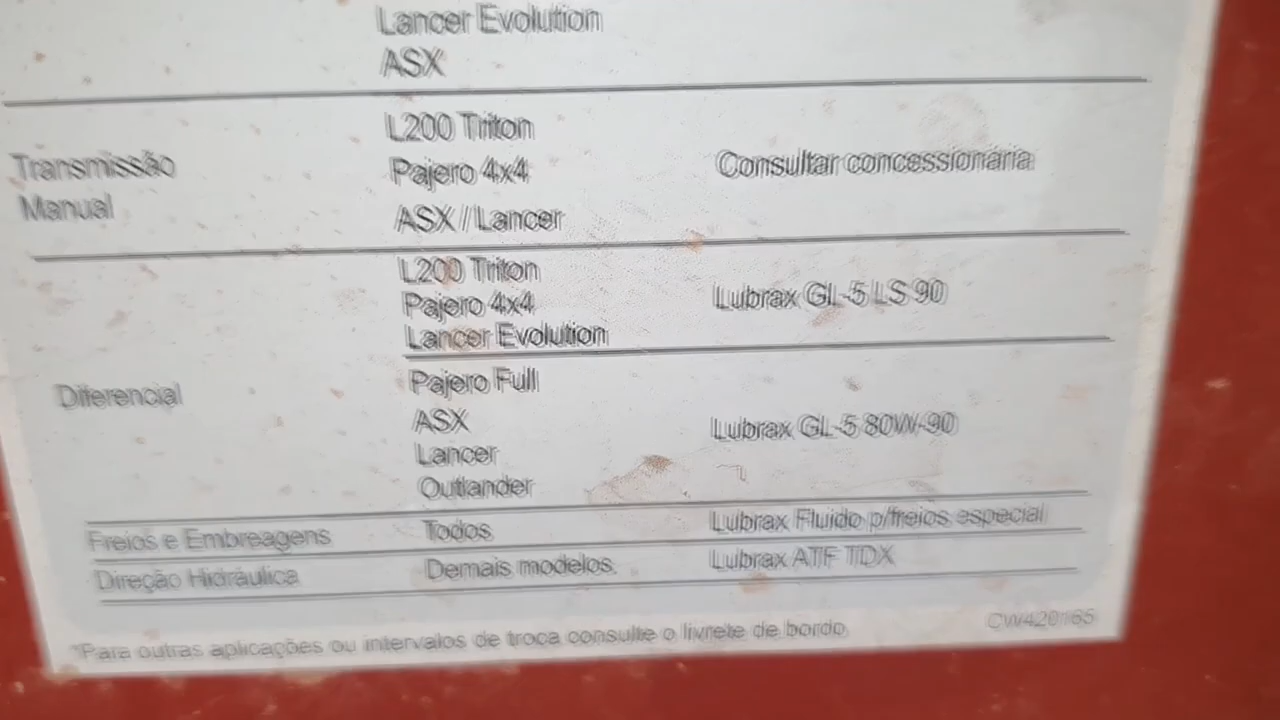 Lancer Evolution
ASX
L200 Triton
Transmissão Manual
Pajero 4x4
Consultar concessionária
ASX / Lancer
L200 Triton
Pajero 4x4
Lubrax GL-5 LS 90
Lancer Evolution
Diferencial
Pajero Full
ASX
Lubrax GL-5 80W-90
Lancer
Outlander
Freios e Embreagens Todos Lubrax Fluido p/freios especial
Direção Hidráulica Demais modelos Lubrax ATF TDX
*Para outras aplicações ou intervalos de troca consulte o livrete de bordo.
CW420165